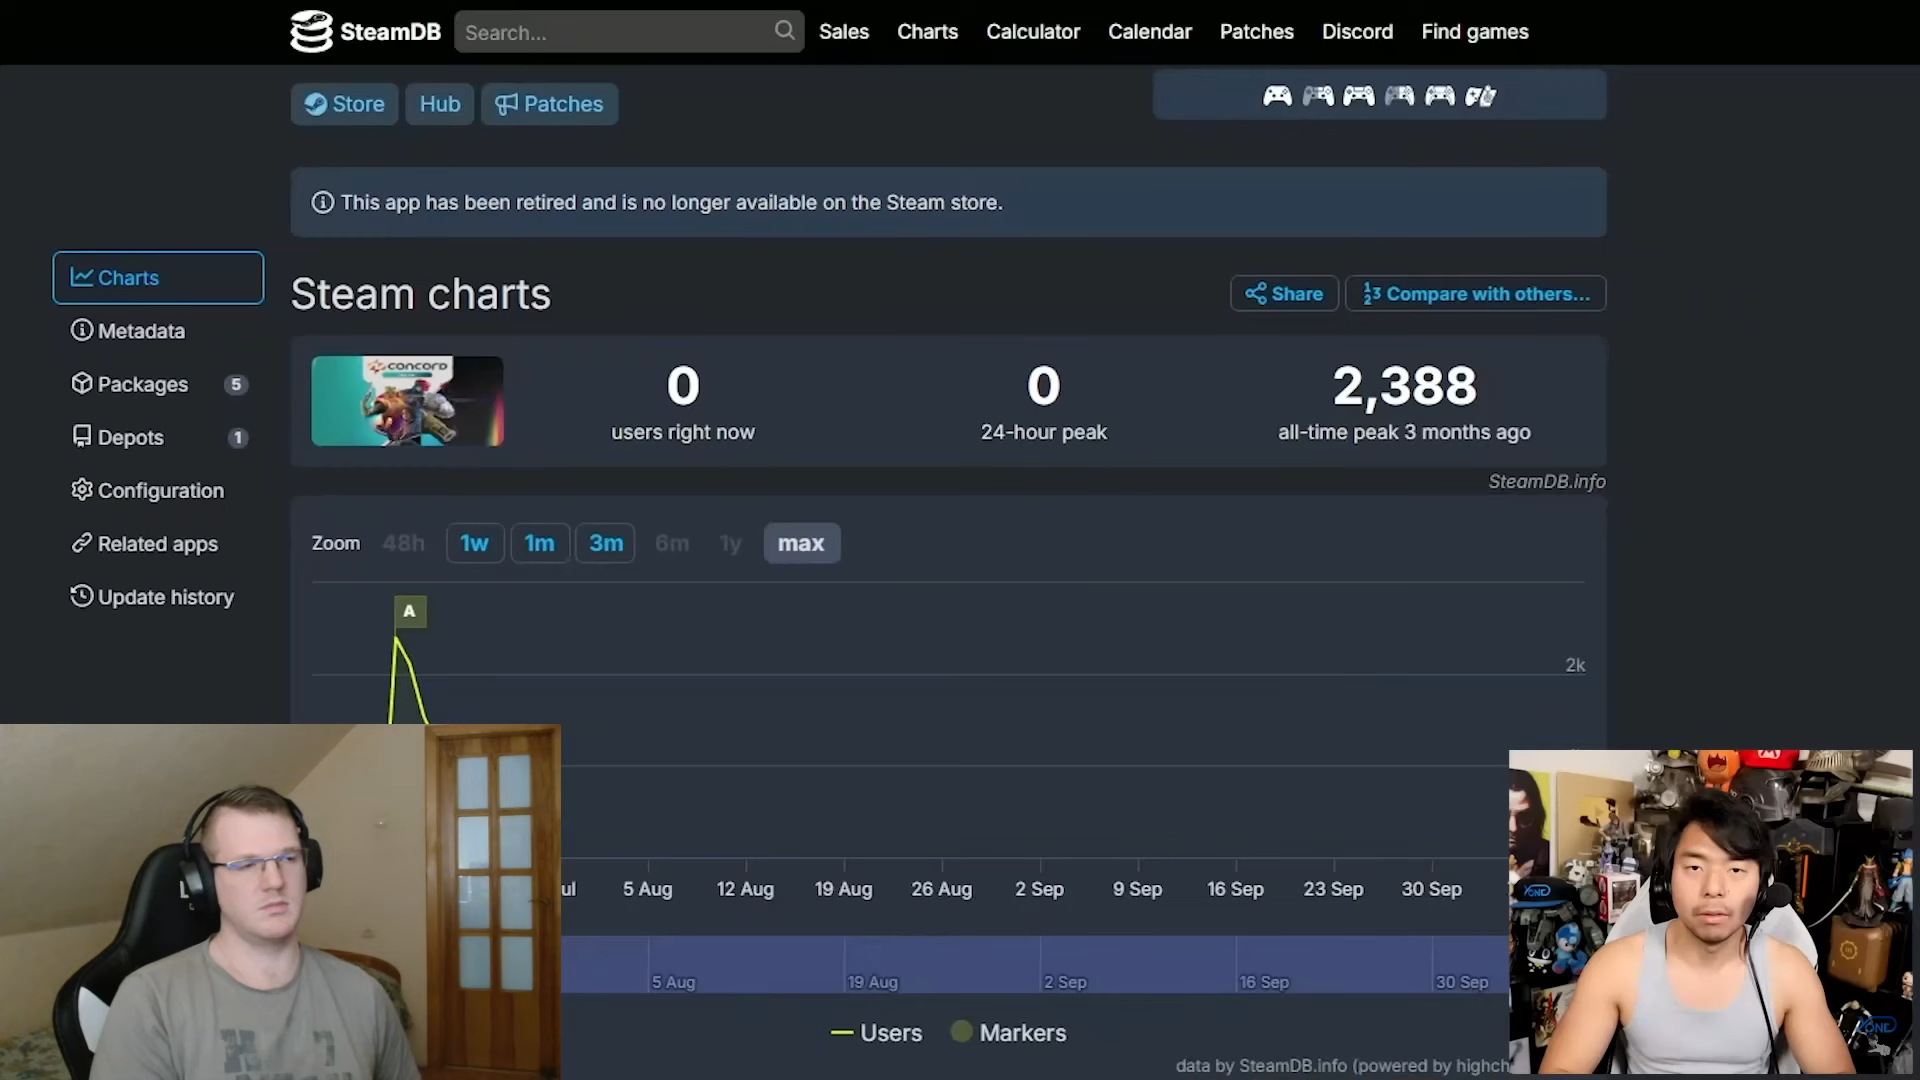 SteamDB
Search...
Sales
Charts
Calculator
Calendar
Patches
Discord
Find games
Store
Hub
Patches
This app has been retired and is no longer available on the Steam store.
Charts
Metadata
Packages 5
Depots 1
Configuration
Related apps
Update history
Steam charts
Share
Compare with others...
CONCORD
0
users right now
0
24-hour peak
2,388
all-time peak 3 months ago
SteamDB.info
Zoom 48h 1w 1m 3m 6m 1y max
A
2k
ul 5 Aug 12 Aug 19 Aug 26 Aug 2 Sep 9 Sep 16 Sep 23 Sep 30 Sep
5 Aug 19 Aug 2 Sep 16 Sep 30 Sep
Users Markers
data by SteamDB.info (powered by highch
YONG
YONG